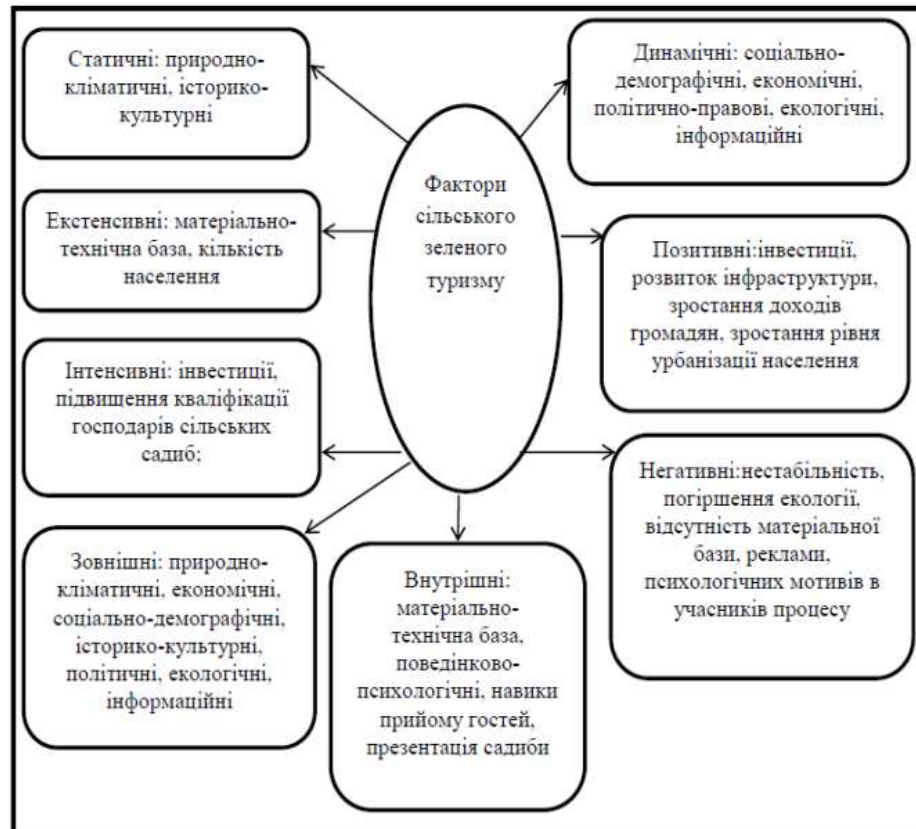 Статичні: природно-
кліматичні, історико-
культурні
Динамічні: соціально-
демографічні, економічні,
політично-правові, екологічні,
інформаційні
Фактори
сільського
зеленого
туризму
Екстенсивні: матеріально-
технічна база, кількість
населення
Позитивні:інвестиції,
розвиток інфраструктури,
зростання доходів
громадян, зростання рівня
урбанізації населення
Інтенсивні: інвестиції,
підвищення кваліфікації
господарів сільських
садиб;
Негативні:нестабільність,
погіршення екології,
відсутність матеріальної
бази, реклами,
психологічних мотивів в
учасників процесу
Зовнішні: природно-
кліматичні, економічні,
соціально-демографічні,
історико-культурні,
політичні, екологічні,
інформаційні
Внутрішні:
матеріально-
технічна база,
поведінково-
психологічні, навики
прийому гостей,
презентація садиби